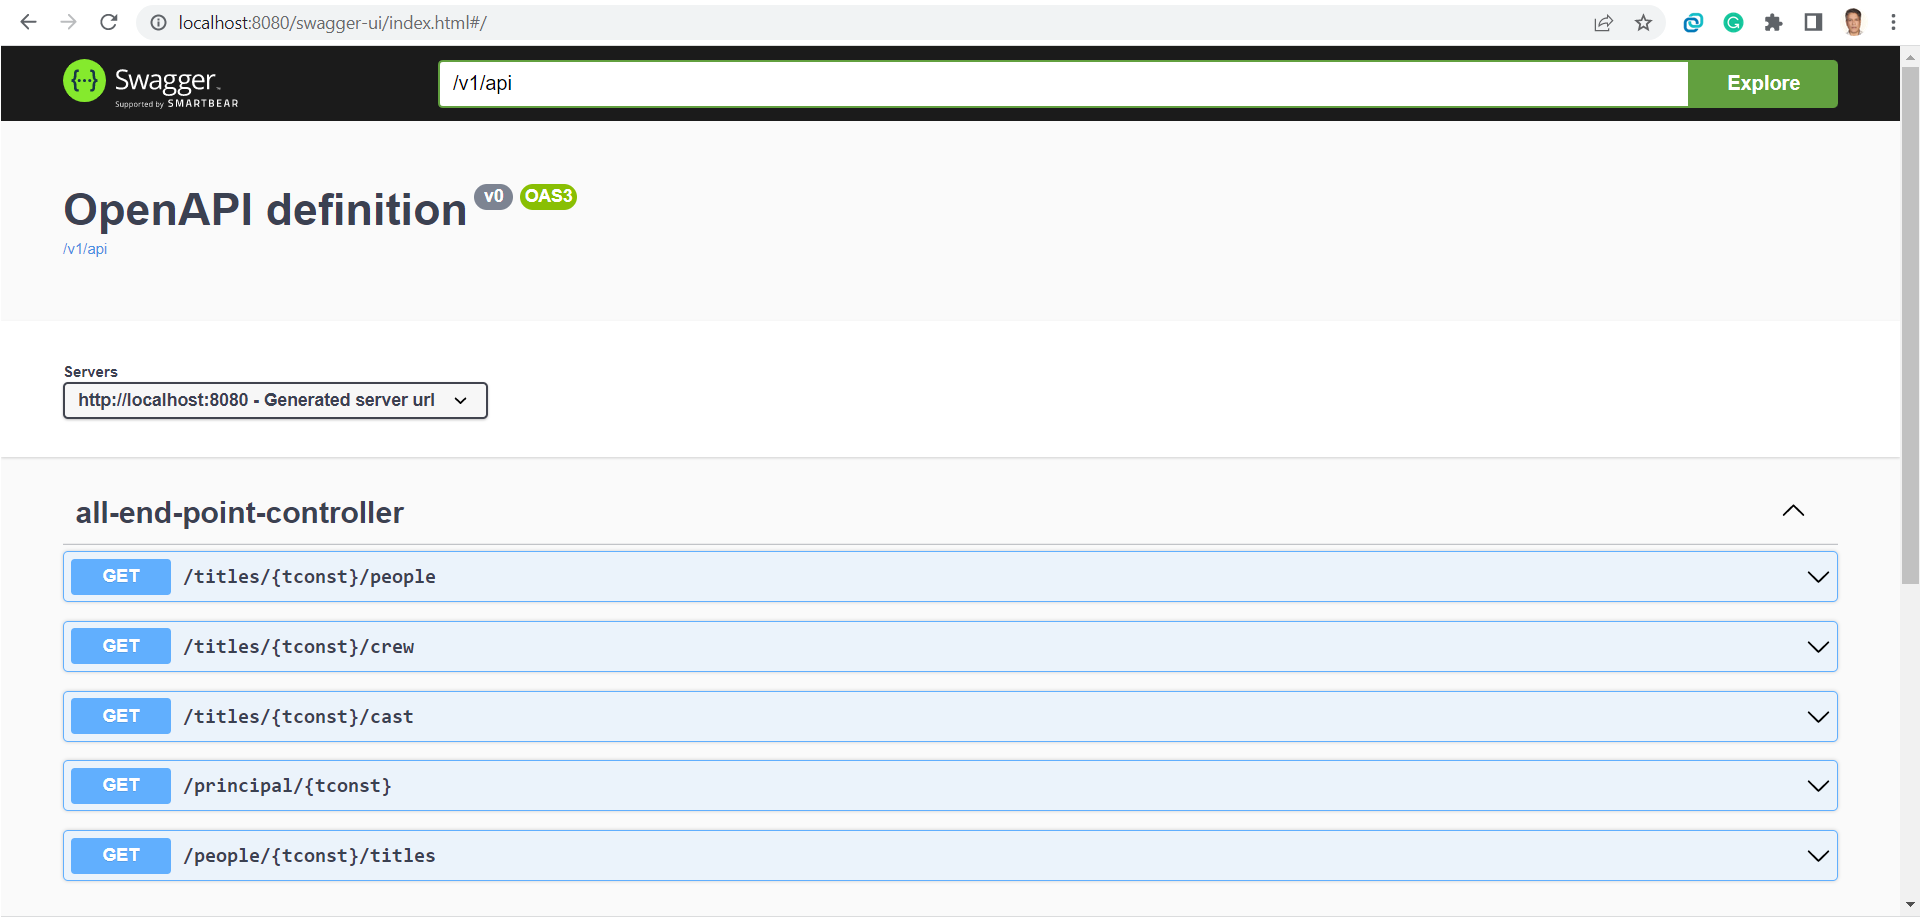 localhost:8080/swagger-ui/index.html#/
{···} Swagger™
Supported by SMARTBEAR
/v1/api
Explore
OpenAPI definition v0 OAS3
/v1/api
Servers
http://localhost:8080 - Generated server url
all-end-point-controller
GET /titles/{tconst}/people
GET /titles/{tconst}/crew
GET /titles/{tconst}/cast
GET /principal/{tconst}
GET /people/{tconst}/titles